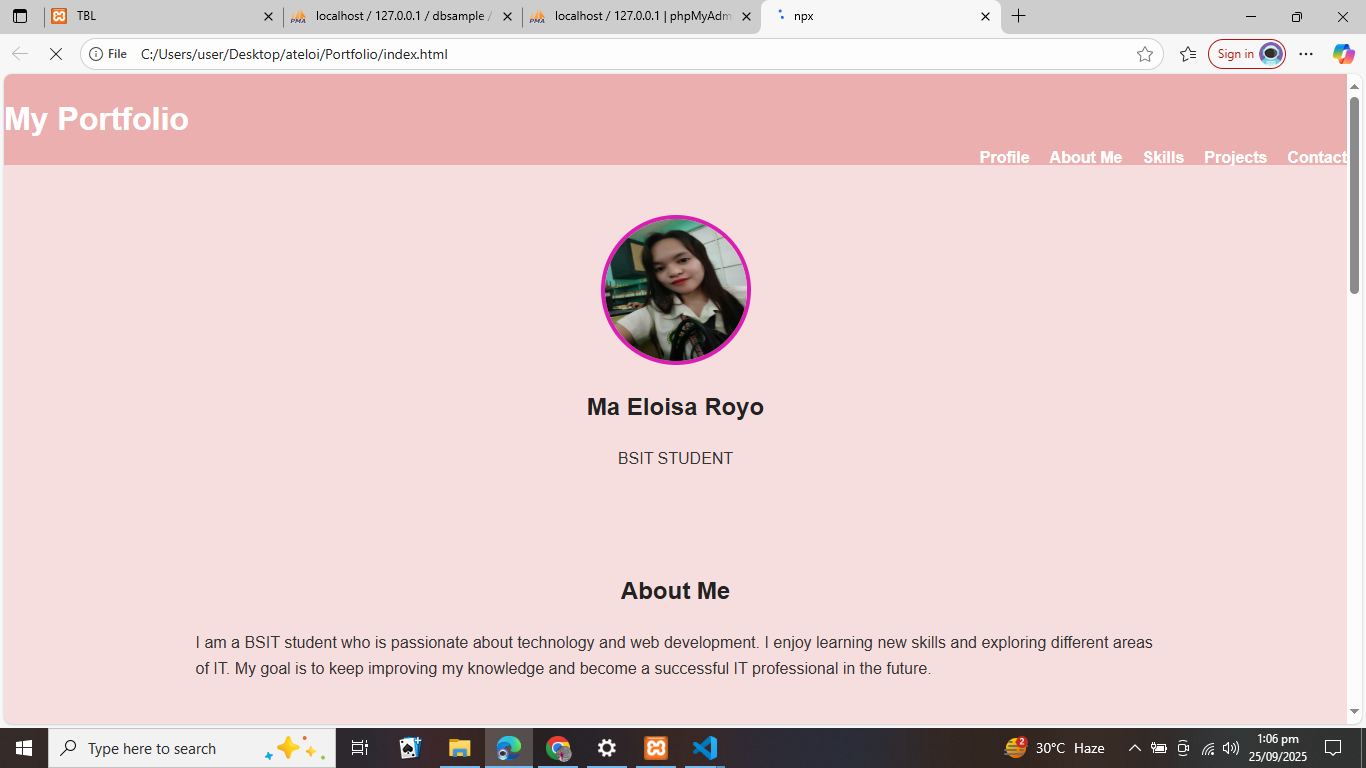 TBL
localhost / 127.0.0.1 / dbsample /
localhost / 127.0.0.1 | phpMyAdm
npx
File
C:/Users/user/Desktop/ateloi/Portfolio/index.html
Sign in
My Portfolio
Profile About Me Skills Projects Contact
Ma Eloisa Royo
BSIT STUDENT
About Me
I am a BSIT student who is passionate about technology and web development. I enjoy learning new skills and exploring different areas
of IT. My goal is to keep improving my knowledge and become a successful IT professional in the future.
Type here to search
2
30°C Haze
1:06 pm
25/09/2025